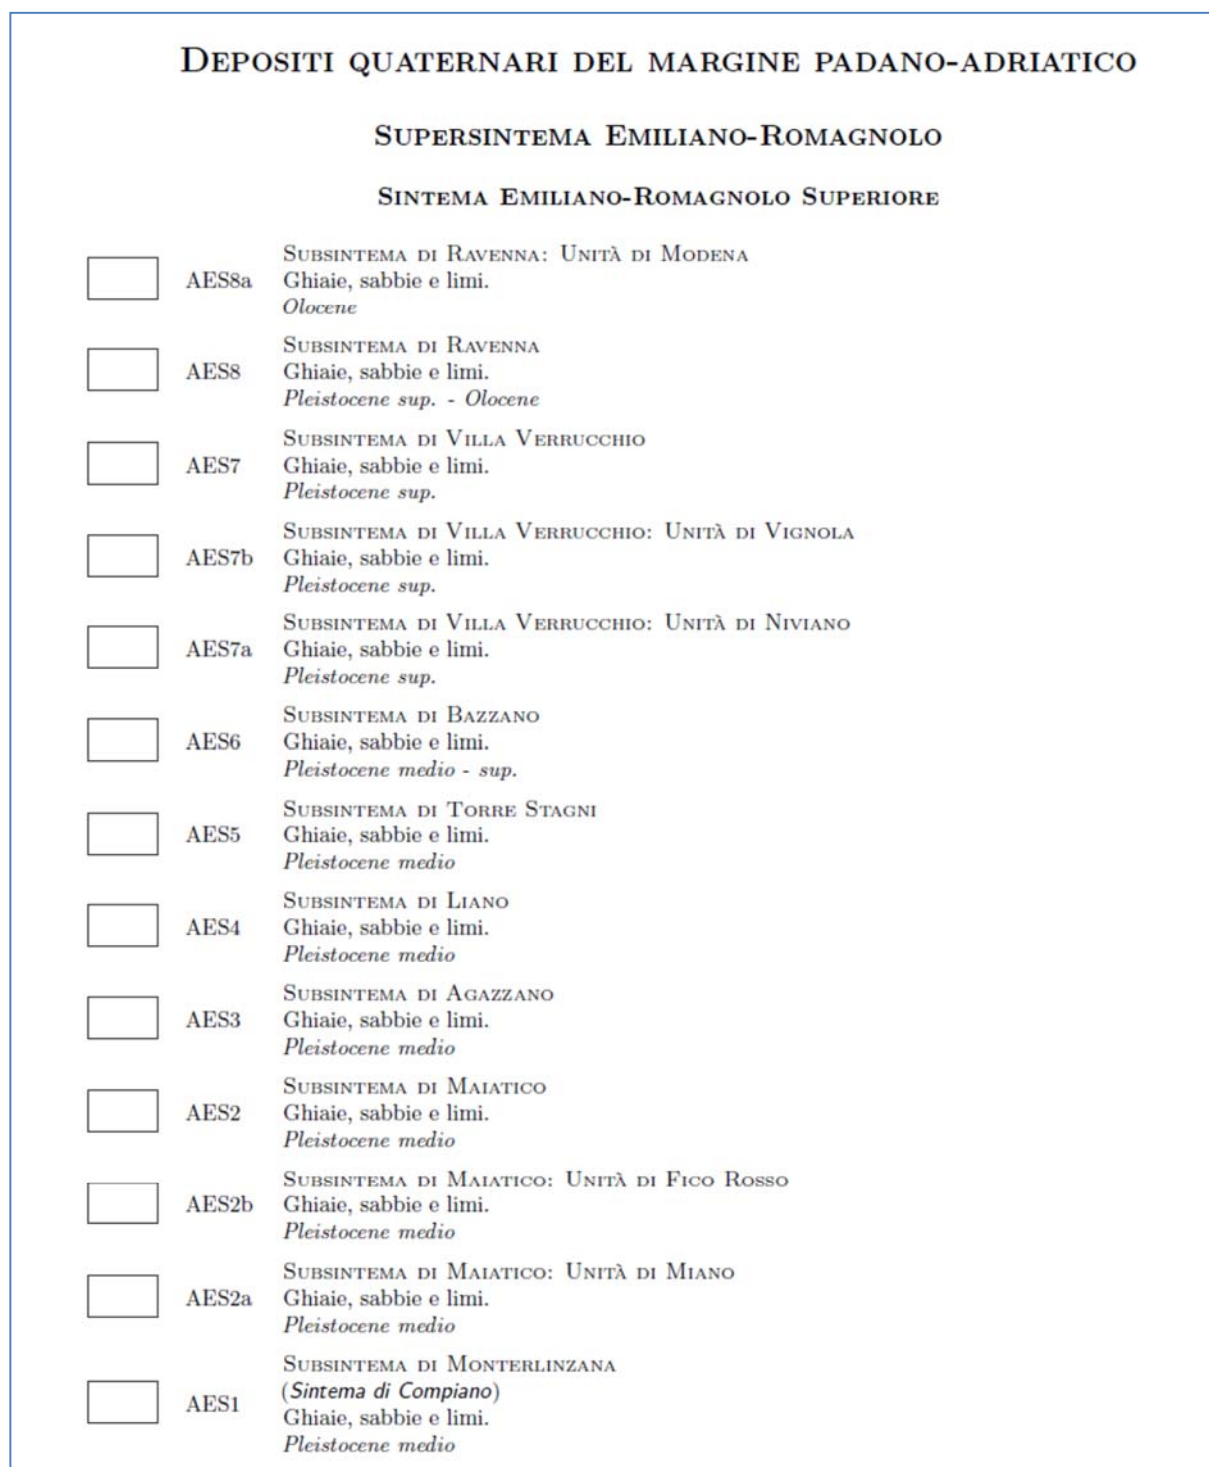 DEPOSITI QUATERNARI DEL MARGINE PADANO-ADRIATICO
SUPERSINTEMA EMILIANO-ROMAGNOLO
SINTEMA EMILIANO-ROMAGNOLO SUPERIORE
SUBSINTEMA DI RAVENNA: UNITÀ DI MODENA
AES8a Ghiaie, sabbie e limi.
Olocene
SUBSINTEMA DI RAVENNA
AES8 Ghiaie, sabbie e limi.
Pleistocene sup. - Olocene
SUBSINTEMA DI VILLA VERRUCCHIO
AES7 Ghiaie, sabbie e limi.
Pleistocene sup.
SUBSINTEMA DI VILLA VERRUCCHIO: UNITÀ DI VIGNOLA
AES7b Ghiaie, sabbie e limi.
Pleistocene sup.
SUBSINTEMA DI VILLA VERRUCCHIO: UNITÀ DI NIVIANO
AES7a Ghiaie, sabbie e limi.
Pleistocene sup.
SUBSINTEMA DI BAZZANO
AES6 Ghiaie, sabbie e limi.
Pleistocene medio - sup.
SUBSINTEMA DI TORRE STAGNI
AES5 Ghiaie, sabbie e limi.
Pleistocene medio
SUBSINTEMA DI LIANO
AES4 Ghiaie, sabbie e limi.
Pleistocene medio
SUBSINTEMA DI AGAZZANO
AES3 Ghiaie, sabbie e limi.
Pleistocene medio
SUBSINTEMA DI MAIATICO
AES2 Ghiaie, sabbie e limi.
Pleistocene medio
SUBSINTEMA DI MAIATICO: UNITÀ DI FICO ROSSO
AES2b Ghiaie, sabbie e limi.
Pleistocene medio
SUBSINTEMA DI MAIATICO: UNITÀ DI MIANO
AES2a Ghiaie, sabbie e limi.
Pleistocene medio
SUBSINTEMA DI MONTERLINZANA
(Sintema di Compiano)
AES1 Ghiaie, sabbie e limi.
Pleistocene medio